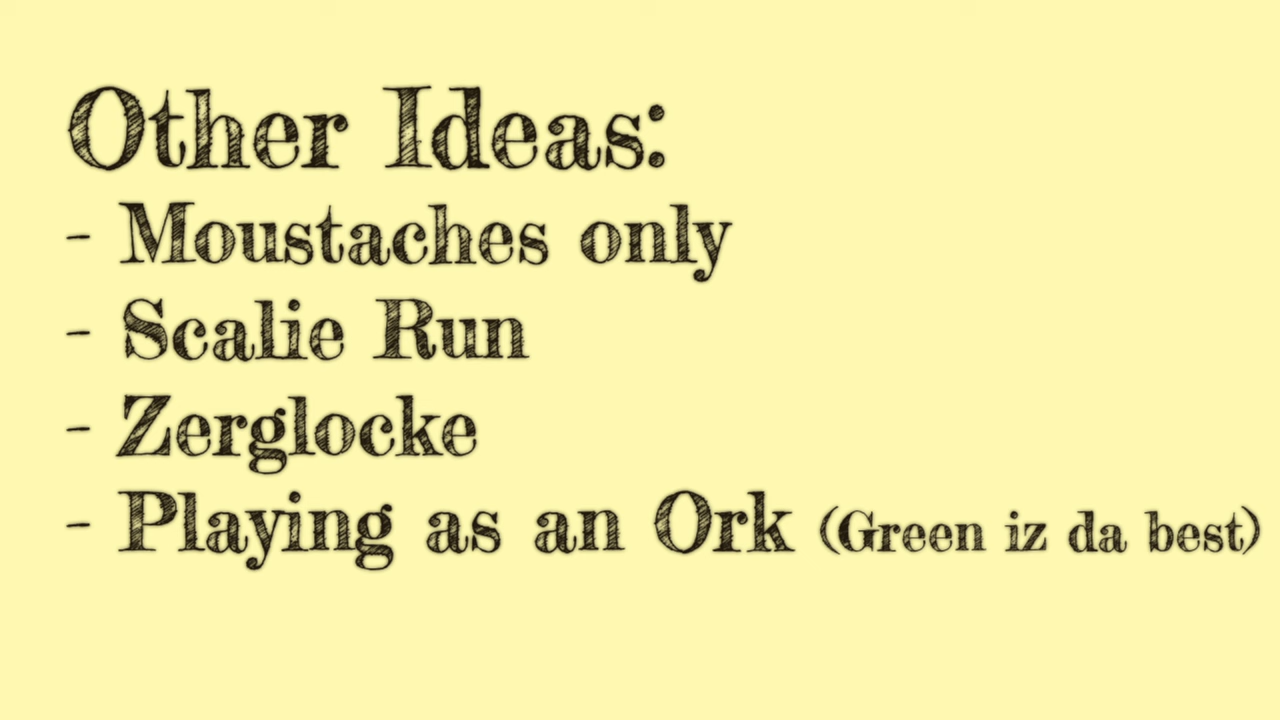 Other Ideas:
- Moustaches only
- Scalie Run
- Zerglocke
- Playing as an Ork (Green iz da best)